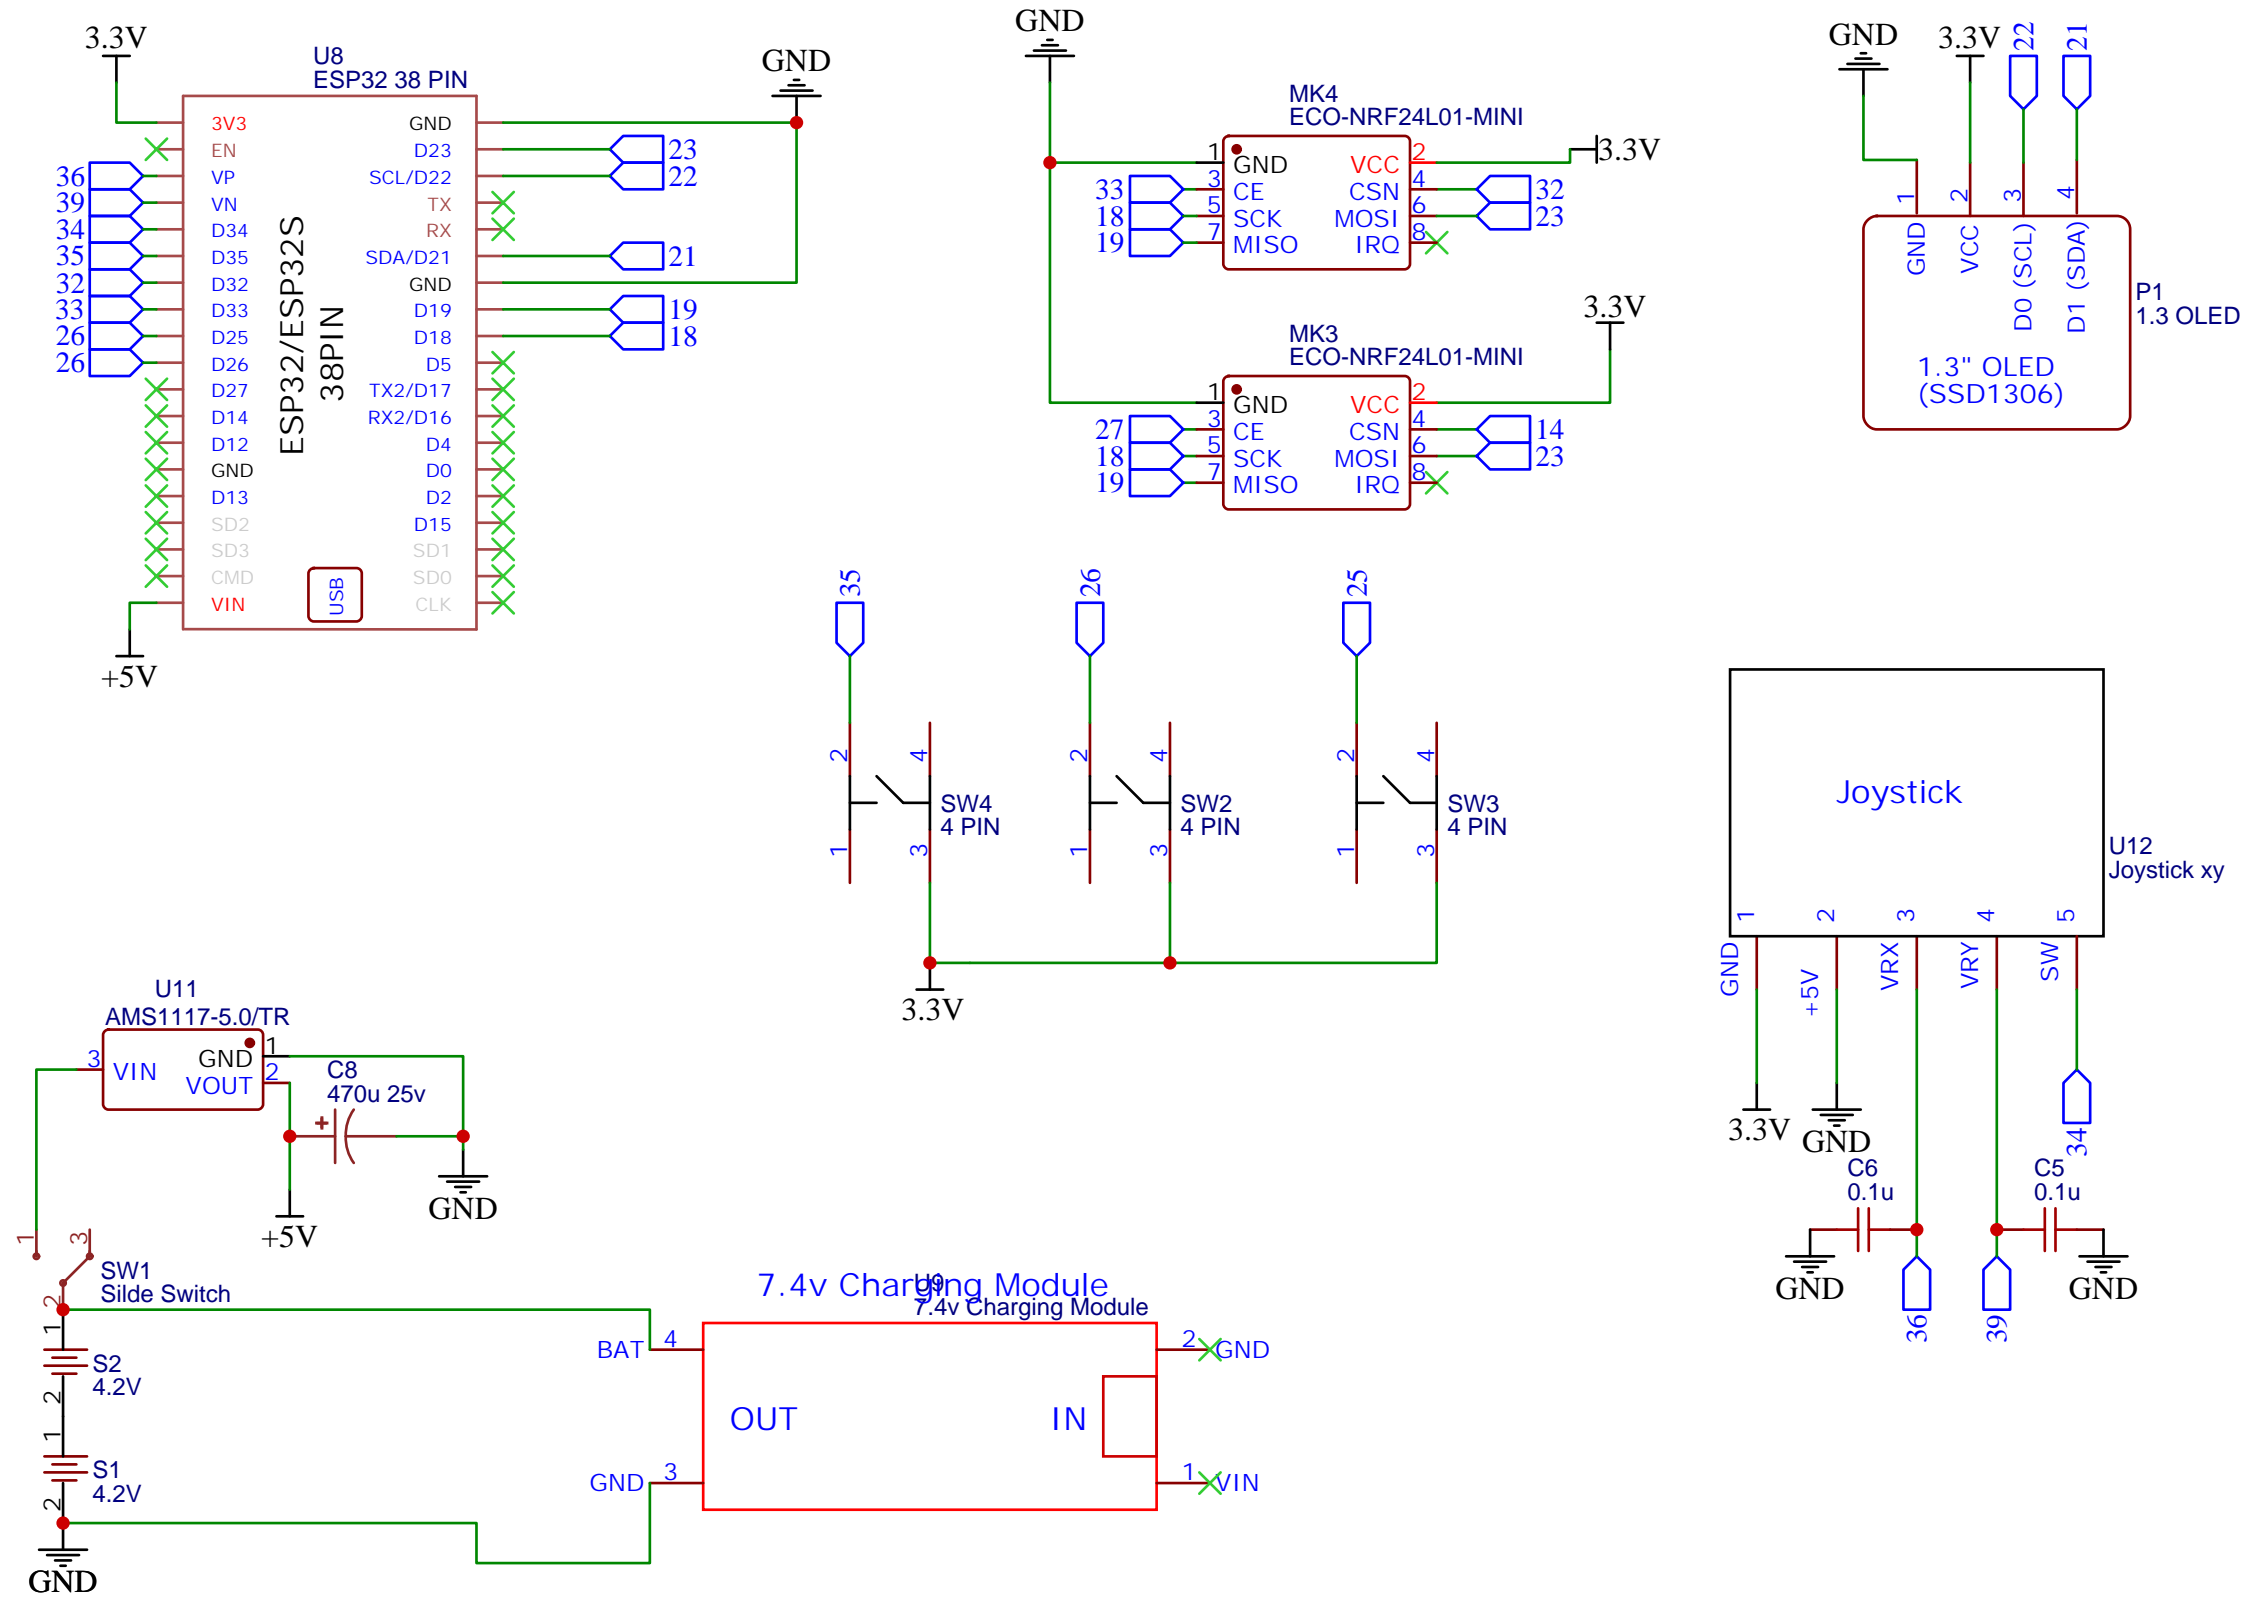 3.3V
U8
ESP32 38 PIN
GND
3V3
EN
VP
VN
D34
D35
D32
D33
D25
D26
D27
D14
D12
GND
D13
SD2
SD3
CMD
VIN
36
39
34
35
32
33
26
26
ESP32/ESP32S
38PIN
USB
GND
D23
SCL/D22
TX
RX
SDA/D21
GND
D19
D18
D5
TX2/D17
RX2/D16
D4
D0
D2
D15
SD1
SD0
CLK
23
22
21
19
18
+5V
GND
MK4
ECO-NRF24L01-MINI
1 GND VCC 2 3.3V
33 3 CE CSN 4 32
18 5 SCK MOSI 6 23
19 7 MISO IRQ 8
3.3V
MK3
ECO-NRF24L01-MINI
1 GND VCC 2
27 3 CE CSN 4 14
18 5 SCK MOSI 6 23
19 7 MISO IRQ 8
GND 3.3V 22 21
1 2 3 4
GND VCC D0 (SCL) D1 (SDA)
P1
1.3 OLED
1.3" OLED
(SSD1306)
35 26 25
2 4 2 4 2 4
SW4
4 PIN
SW2
4 PIN
SW3
4 PIN
1 3 1 3 1 3
3.3V
Joystick
U12
Joystick xy
1 2 3 4 5
GND +5V VRX VRY SW
3.3V GND 34
C6
0.1u
C5
0.1u
GND 36 39 GND
U11
AMS1117-5.0/TR
3 VIN GND 1
VOUT 2
C8
470u 25v
+
+5V
GND
1 3
SW1
Silde Switch
2
1
S2
4.2V
2
1
S1
4.2V
2
GND
7.4v Charging Module
U9
7.4v Charging Module
BAT 4 2 GND
OUT IN
GND 3 1 VIN